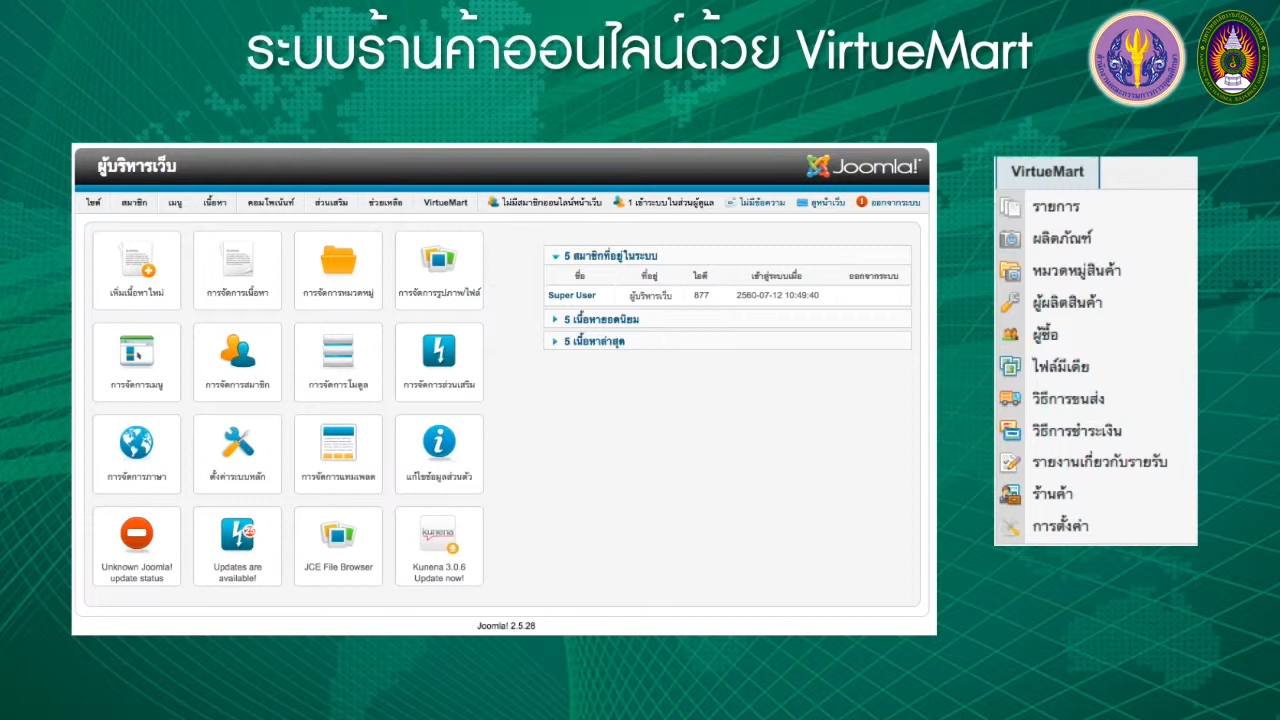 ระบบร้านค้าออนไลน์ด้วย VirtueMart
ผู้บริหารเว็บ
Joomla!
ไซต์ สมาชิก เมนู เนื้อหา คอมโพเน้นท์ ส่วนเสริม ช่วยเหลือ VirtueMart ไม่มีสมาชิกออนไลน์หน้าเว็บ 1 เข้าระบบในส่วนผู้ดูแล ไม่มีข้อความ ดูหน้าเว็บ ออกจากระบบ
เพิ่มเนื้อหาใหม่ การจัดการเนื้อหา การจัดการหมวดหมู่ การจัดการรูปภาพ/ไฟล์
การจัดการเมนู การจัดการสมาชิก การจัดการโมดูล การจัดการส่วนเสริม
การจัดการภาษา ตั้งค่าระบบหลัก การจัดการแทมเพลต แก้ไขข้อมูลส่วนตัว
kunena
Unknown Joomla! Updates are JCE File Browser Kunena 3.0.6
update status available! Update now!
5 สมาชิกที่อยู่ในระบบ
ชื่อ ที่อยู่ ไอดี เข้าสู่ระบบเมื่อ ออกจากระบบ
Super User ผู้บริหารเว็บ 877 2560-07-12 10:49:40
5 เนื้อหายอดนิยม
5 เนื้อหาล่าสุด
Joomla! 2.5.28
VirtueMart
รายการ
ผลิตภัณฑ์
หมวดหมู่สินค้า
ผู้ผลิตสินค้า
ผู้ซื้อ
ไฟล์มีเดีย
วิธีการขนส่ง
วิธีการชำระเงิน
รายงานเกี่ยวกับรายรับ
ร้านค้า
การตั้งค่า